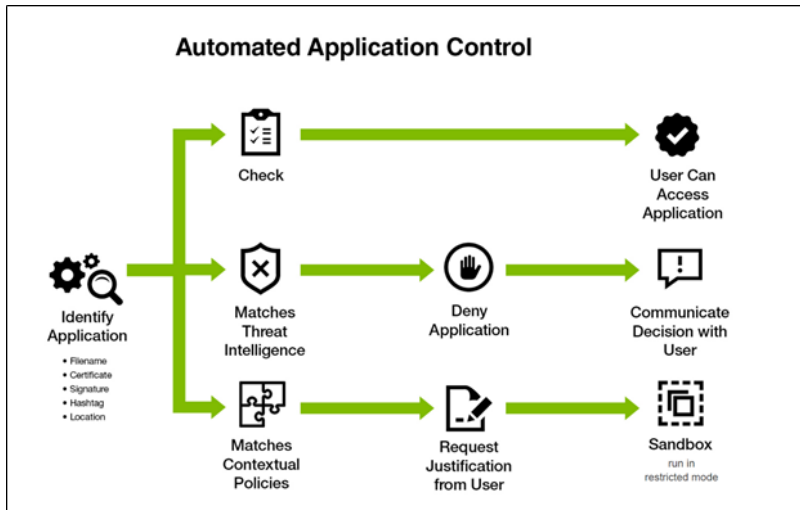 Automated Application Control
Check
User Can
Access
Application
Identify
Application
• Filename
• Certificate
• Signature
• Hashtag
• Location
Matches
Threat
Intelligence
Deny
Application
Communicate
Decision with
User
Matches
Contextual
Policies
Request
Justification
from User
Sandbox
run in
restricted mode